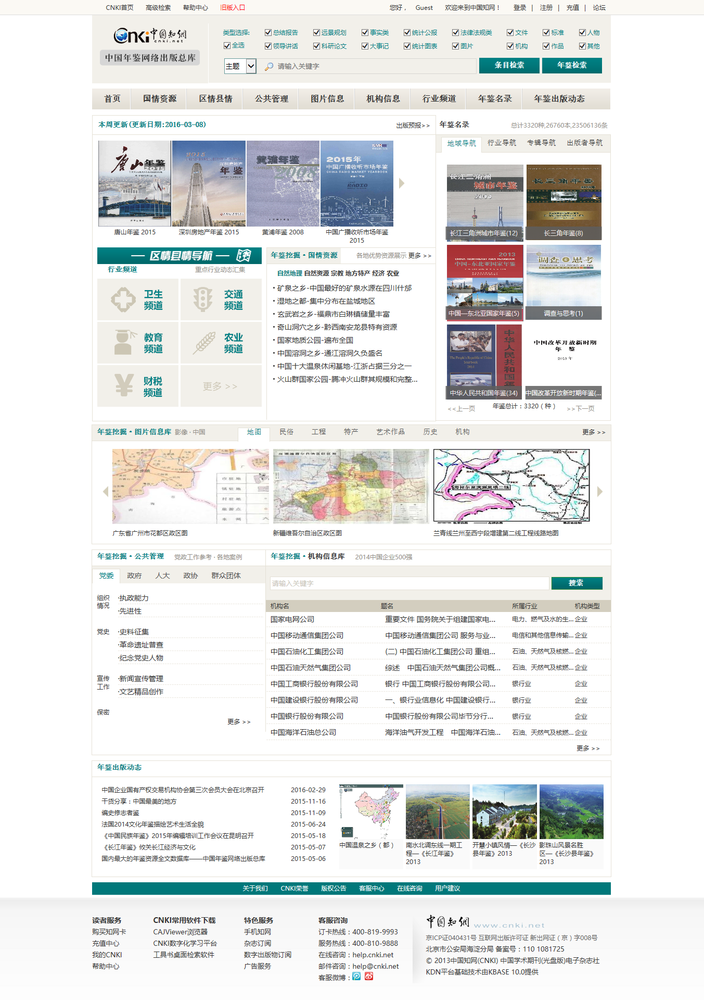 CNKI首页 高级检索 帮助中心 旧版入口 您好， Guest 欢迎来到中国知网！ 登录 | 注册 | 充值 | 论坛
Cnki中国知网
cnki.net
中国年鉴网络出版总库
类型选择: 总结报告 远景规划 事实类 统计公报 法律法规类 文件 标准 人物
全选 领导讲话 科研论文 大事记 统计图表 图片 机构 作品 其他
主题 请输入关键字 条目检索 年鉴检索
首页 国情资源 区情县情 公共管理 图片信息 机构信息 行业频道 年鉴名录 年鉴出版动态
本周更新(更新日期:2016-03-08) 出版预报>>
唐山年鉴 2015
深圳房地产年鉴 2015
黄浦年鉴 2008
中国广播收听市场年鉴
2015
年鉴名录 总计3320种,26760本,23506136条
地域导航 行业导航 专辑导航 出版者导航
长江三角洲城市年鉴(12)
长三角年鉴(8)
中国—东北亚国家年鉴(5)
调查与思考(1)
中华人民共和国年鉴(34)
中国改革开放新时期年鉴(...
<<上一页 年鉴总计：3320（种） >>下一页
区情县情导航
行业频道 重点行业动态汇集
卫生
频道
交通
频道
教育
频道
农业
频道
财税
频道
更多 >>
年鉴挖掘·国情资源 各地优势资源展示 更多 >>
自然地理 自然资源 宗教 地方特产 经济 农业
矿泉之乡-中国最好的矿泉水源在四川什邡
湿地之都-集中分布在盐城地区
玄武岩之乡-福鼎市白琳镇储量丰富
奇山洞穴之乡-黔西南安龙县特有资源
国家地质公园-遍布全国
中国溶洞之乡-通江溶洞久负盛名
中国十大温泉休闲基地-江浙占据三分之一
火山群国家公园-腾冲火山群其规模和完整...
年鉴挖掘·图片信息库 影像 · 中国 地图 民俗 工程 特产 艺术作品 历史 机构 更多 >>
广东省广州市花都区政区图
新疆维吾尔自治区政区图
兰青线兰州至西宁段增建第二线工程线路地图
年鉴挖掘·公共管理 党政工作参考 · 各地案例
党委 政府 人大 政协 群众团体
组织
情况
·执政能力
·先进性
党史
·史料征集
·革命遗址普查
·纪念党史人物
宣传
工作
·新闻宣传管理
·文艺精品创作
保密
更多 >>
年鉴挖掘·机构信息库 2014中国企业500强
请输入关键字 搜索
机构名 题名 所属行业 机构类型
国家电网公司 重要文件 国务院关于组建国家电... 电力、燃气及水的生... 企业
中国移动通信集团公司 中国移动通信集团公司 服务与业... 电信和其他信息传输... 企业
中国石油化工集团公司 (二) 中国石油化工集团公司 重组... 石油、天然气及核燃... 企业
中国石油天然气集团公司 综述 中国石油天然气集团公司概... 石油、天然气及核燃... 企业
中国工商银行股份有限公司 银行 中国工商银行股份有限公司... 银行业 企业
中国建设银行股份有限公司 一、银行业信息化 中国建设银行... 银行业 企业
中国银行股份有限公司 中国银行股份有限公司毕节分行... 银行业 企业
中国海洋石油总公司 海洋油气开发工程 中国海洋石油... 石油、天然气及核燃... 企业
更多 >>
年鉴出版动态
中国企业国有产权交易机构协会第三次会员大会在北京召开 2016-02-29
干货分享：中国最美的地方 2015-11-16
编史修志者鉴 2015-11-09
法国2014文化年鉴描绘艺术生活全貌 2015-06-24
《中国民族年鉴》2015年编辑培训工作会议在昆明召开 2015-05-18
《长江年鉴》攸关长江经济与文化 2015-05-07
国内最大的年鉴资源全文数据库——中国年鉴网络出版总库 2015-05-06
中国温泉之乡（都）
南水北调东线一期工
程—《长江年鉴》
2013
开慧小镇风情—《长沙
县年鉴》2013
影珠山风景名胜
区—《长沙县年鉴》
2013
关于我们 CNKI荣誉 版权公告 客服中心 在线咨询 用户建议
读者服务
购买知网卡
充值中心
我的CNKI
帮助中心
CNKI常用软件下载
CAJViewer浏览器
CNKI数字化学习平台
工具书桌面检索软件
特色服务
手机知网
杂志订阅
数字出版物订阅
广告服务
客服咨询
订卡热线：400-819-9993
服务热线：400-810-9888
在线咨询：help.cnki.net
邮件咨询：help@cnki.net
客服微博：
中国知网 www.cnki.net
京ICP证040431号 互联网出版许可证 新出网证（京）字008号
北京市公安局海淀分局 备案号：110 1081725
© 2013中国知网(CNKI) 中国学术期刊(光盘版)电子杂志社
KDN平台基础技术由KBASE 10.0提供